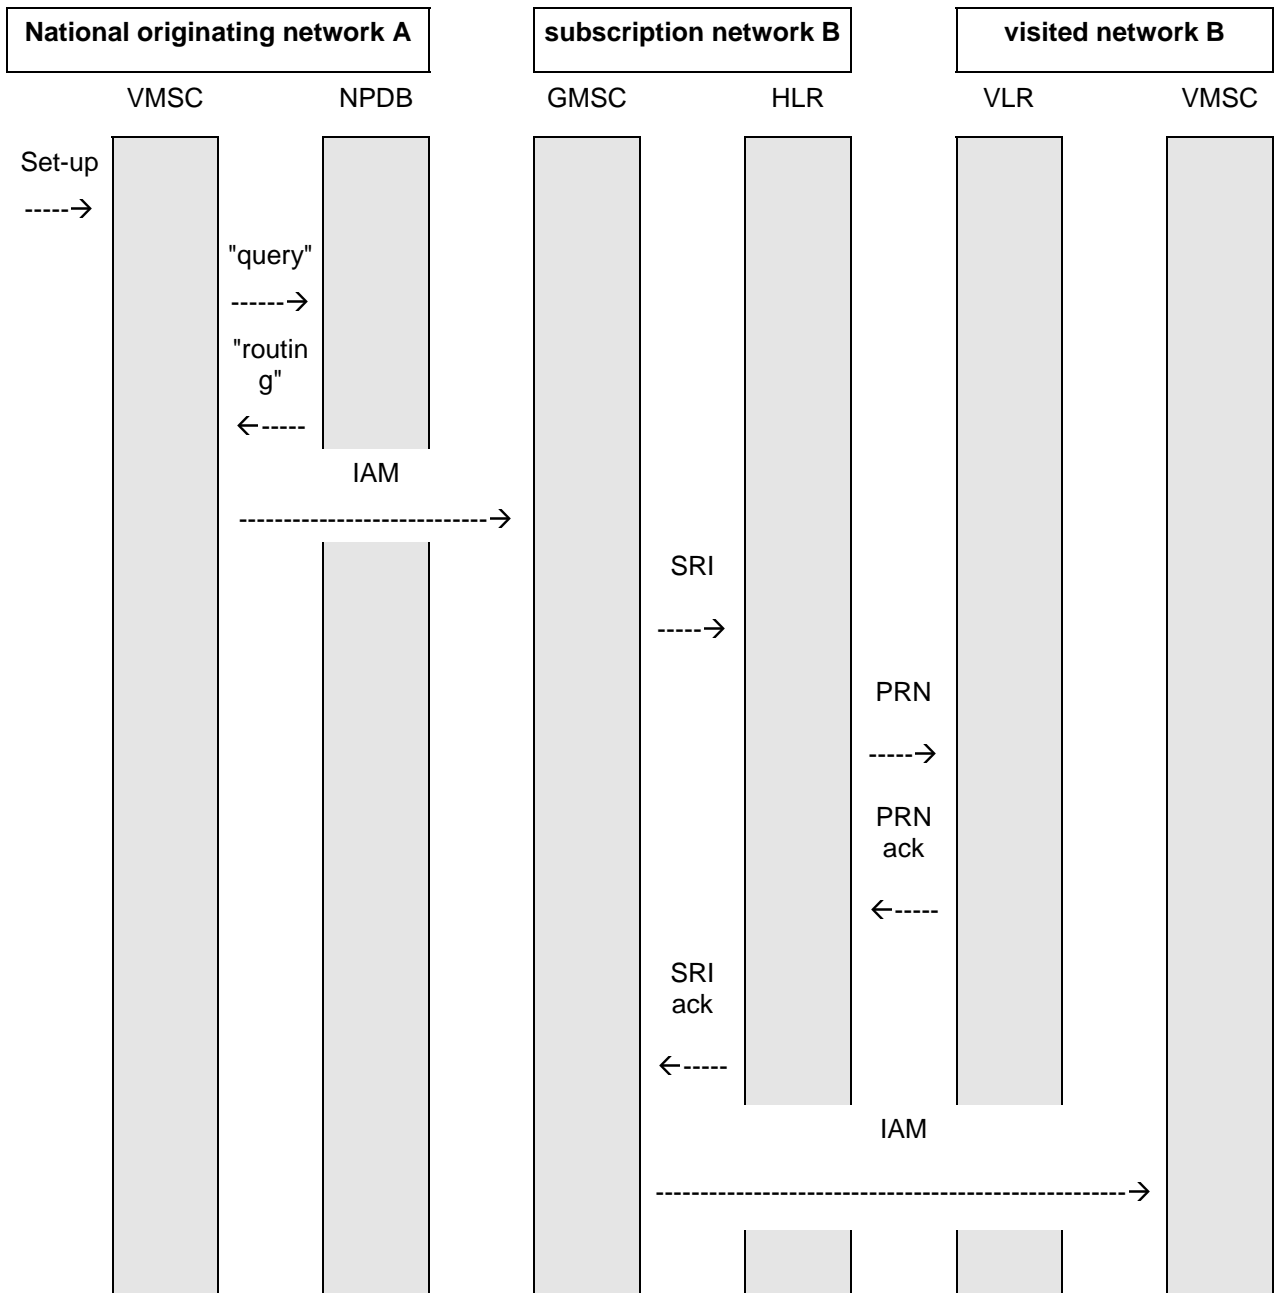 National originating network A
subscription network B
visited network B
VMSC
NPDB
GMSC
HLR
VLR
VMSC
Set-up
----->
"query"
------>
"routin
g"
<-----
IAM
---------------------------->
SRI
----->
PRN
----->
PRN
ack
<-----
SRI
ack
<-----
IAM
----------------------------------------------------->